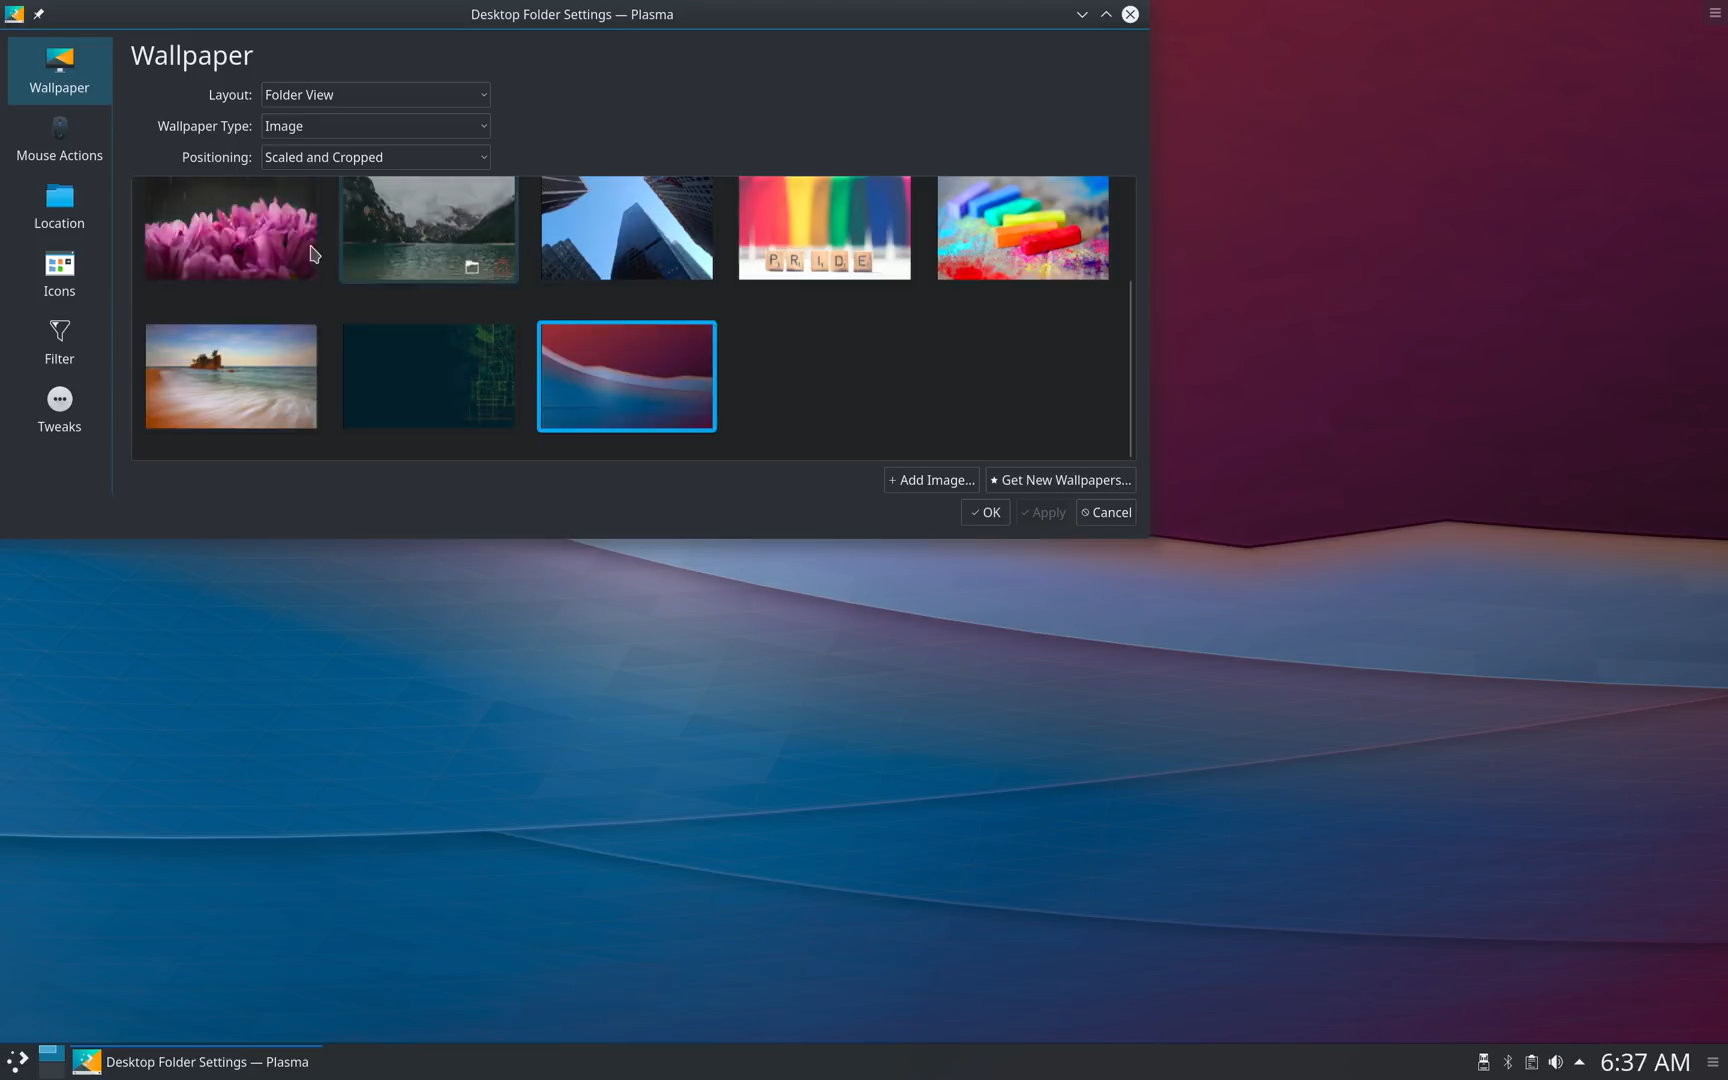 Desktop Folder Settings — Plasma
Wallpaper
Wallpaper
Layout: Folder View
Wallpaper Type: Image
Positioning: Scaled and Cropped
Mouse Actions
Location
Icons
Filter
Tweaks
PRIDE
+ Add Image...
Get New Wallpapers...
OK
Apply
Cancel
Desktop Folder Settings — Plasma
6:37 AM